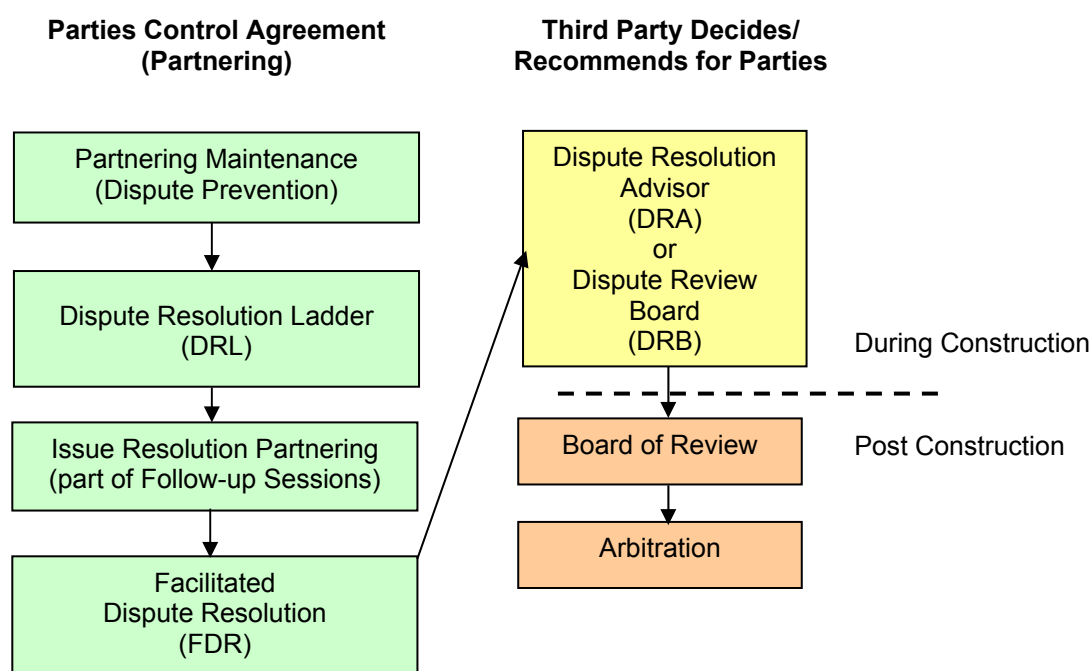 Parties Control Agreement
(Partnering)
Third Party Decides/
Recommends for Parties
Partnering Maintenance
(Dispute Prevention)
Dispute Resolution Ladder
(DRL)
Issue Resolution Partnering
(part of Follow-up Sessions)
Facilitated
Dispute Resolution
(FDR)
Dispute Resolution
Advisor
(DRA)
or
Dispute Review
Board
(DRB)
During Construction
Board of Review
Post Construction
Arbitration